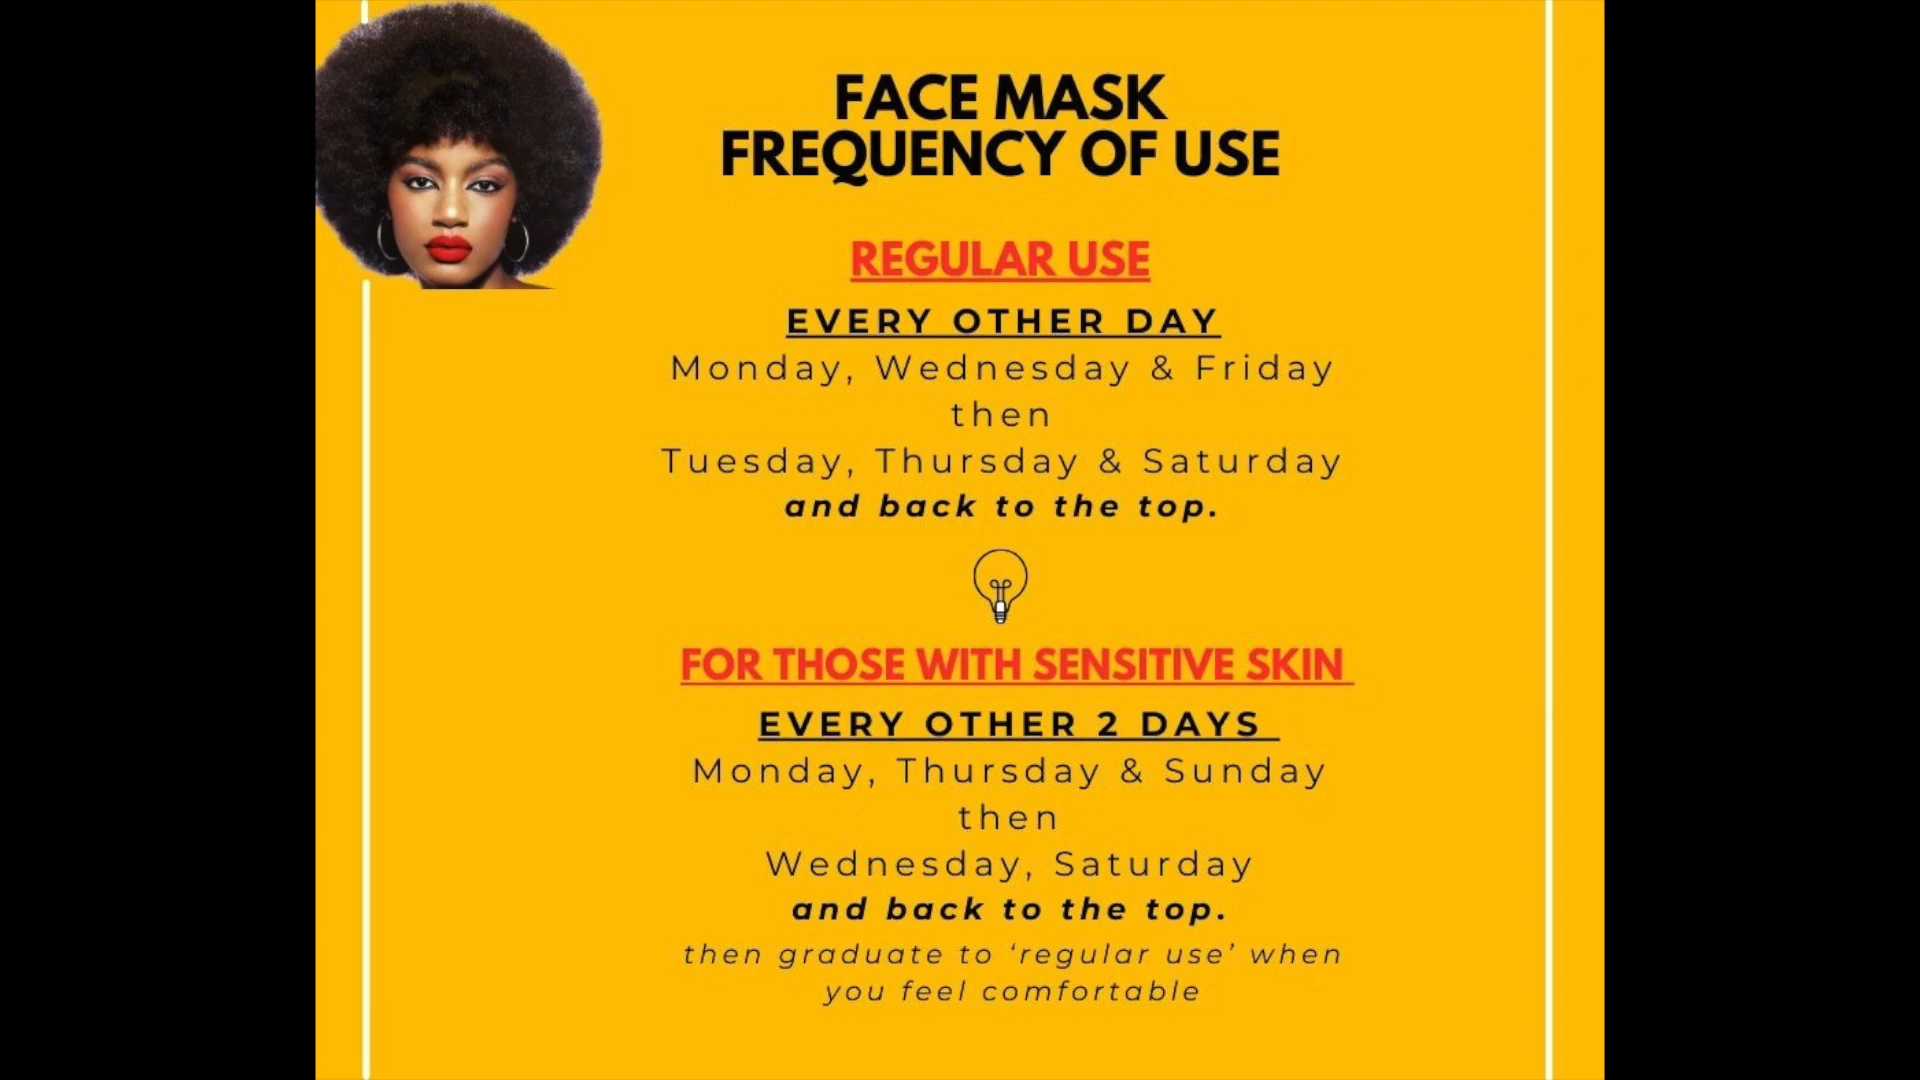 FACE MASK
FREQUENCY OF USE
REGULAR USE
EVERY OTHER DAY
Monday, Wednesday & Friday
then
Tuesday, Thursday & Saturday
and back to the top.
FOR THOSE WITH SENSITIVE SKIN
EVERY OTHER 2 DAYS
Monday, Thursday & Sunday
then
Wednesday, Saturday
and back to the top.
then graduate to ‘regular use’ when
you feel comfortable